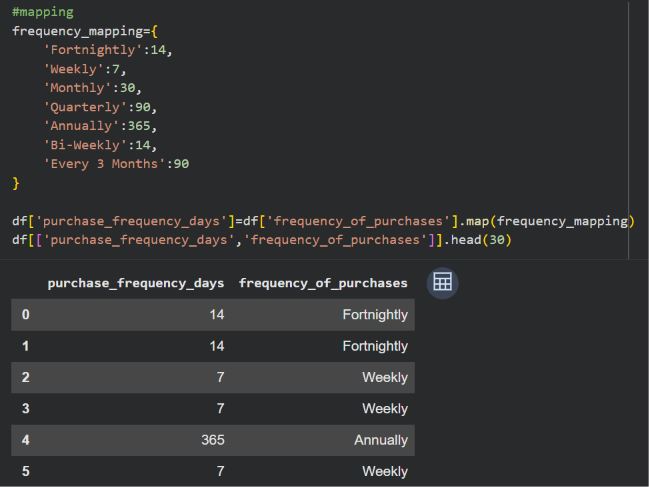 #mapping
frequency_mapping={
    'Fortnightly':14,
    'Weekly':7,
    'Monthly':30,
    'Quarterly':90,
    'Annually':365,
    'Bi-Weekly':14,
    'Every 3 Months':90
}
df['purchase_frequency_days']=df['frequency_of_purchases'].map(frequency_mapping)
df[['purchase_frequency_days','frequency_of_purchases']].head(30)
purchase_frequency_days frequency_of_purchases
0 14 Fortnightly
1 14 Fortnightly
2 7 Weekly
3 7 Weekly
4 365 Annually
5 7 Weekly